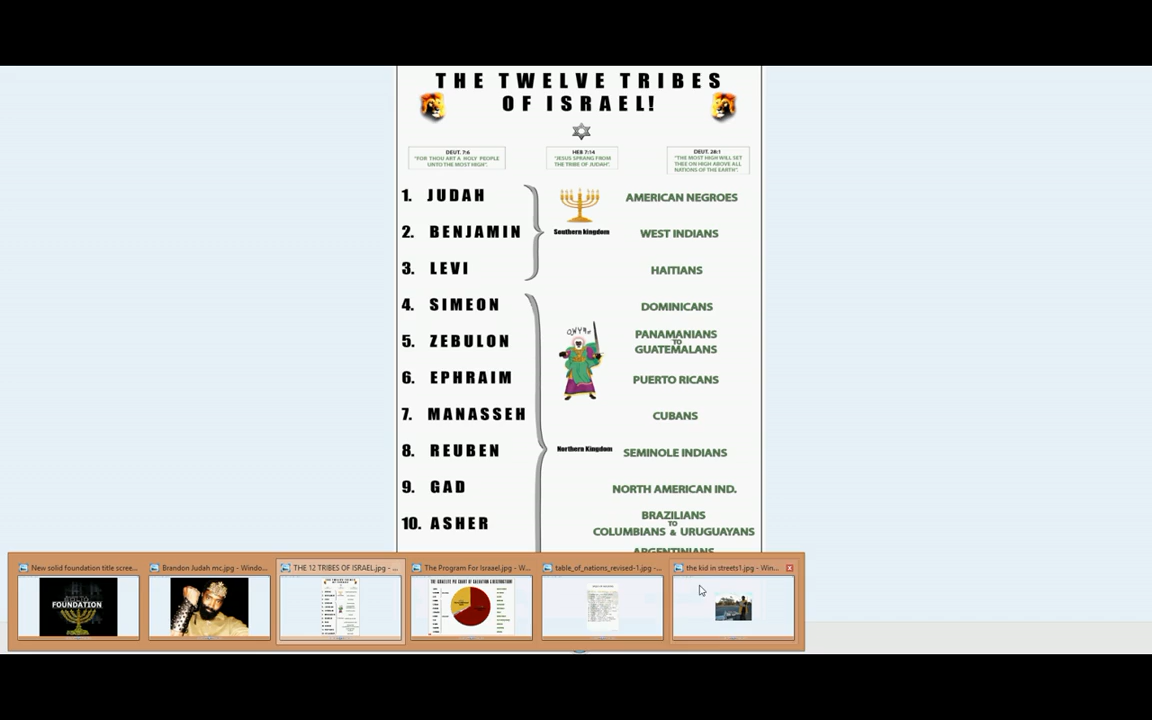 THE TWELVE TRIBES
OF ISRAEL!
DEUT. 7:6
"FOR THOU ART A HOLY PEOPLE
UNTO THE MOST HIGH".
HEB 7:14
"JESUS SPRANG FROM
THE TRIBE OF JUDAH".
DEUT. 28:1
"THE MOST HIGH WILL SET
THEE ON HIGH ABOVE ALL
NATIONS OF THE EARTH".
1. JUDAH
AMERICAN NEGROES
2. BENJAMIN
Southern kingdom
WEST INDIANS
3. LEVI
HAITIANS
4. SIMEON
DOMINICANS
5. ZEBULON
PANAMANIANS
TO
GUATEMALANS
6. EPHRAIM
PUERTO RICANS
7. MANASSEH
CUBANS
8. REUBEN
Northern Kingdom
SEMINOLE INDIANS
9. GAD
NORTH AMERICAN IND.
10. ASHER
BRAZILIANS
TO
COLUMBIANS & URUGUAYANS
ARGENTINIANS
New solid foundation title scree...
Brandon Judah mc.jpg - Windo...
THE 12 TRIBES OF ISRAEL.jpg - ...
The Program For Israael.jpg - W...
table_of_nations_revised-1.jpg -...
the kid in streets1.jpg - Win...
FOUNDATION